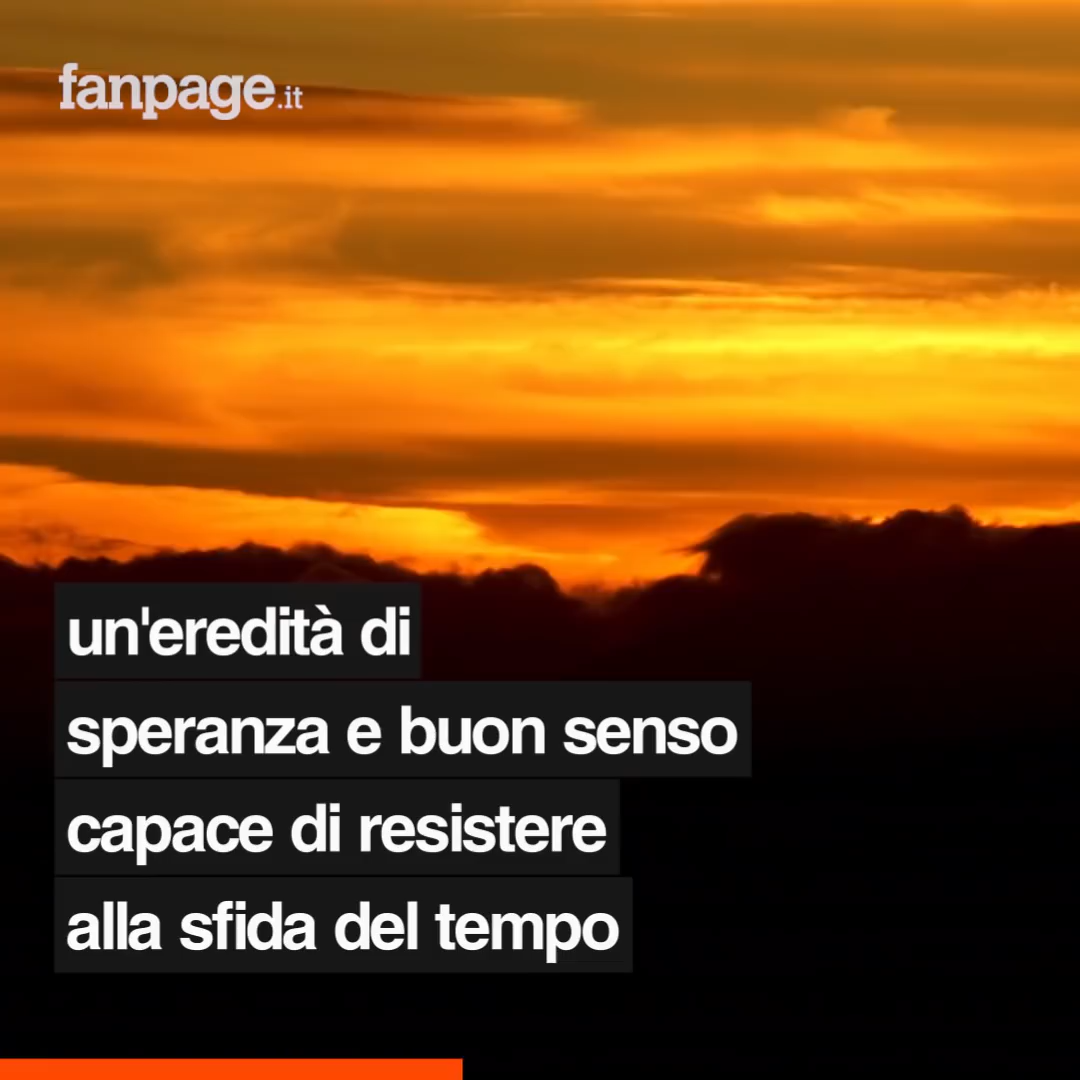 fanpage.it
un'eredità di
speranza e buon senso
capace di resistere
alla sfida del tempo